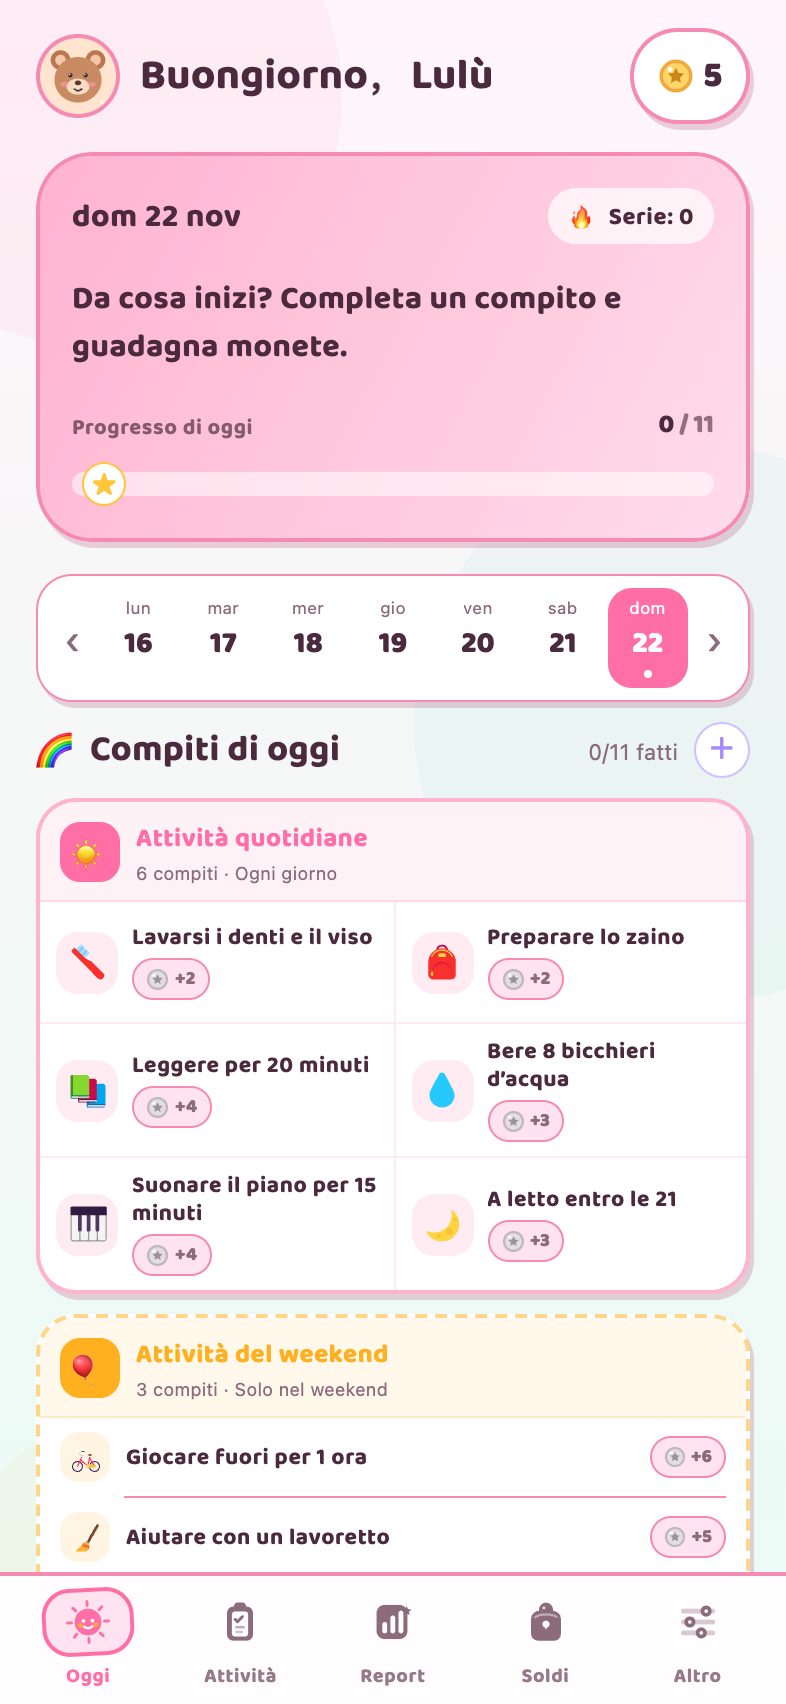 Buongiorno, Lulù
5
dom 22 nov
Serie: 0
Da cosa inizi? Completa un compito e
guadagna monete.
Progresso di oggi
0 / 11
lun mar mer gio ven sab dom
16 17 18 19 20 21 22
Compiti di oggi
0/11 fatti
Attività quotidiane
6 compiti · Ogni giorno
Lavarsi i denti e il viso
+2
Preparare lo zaino
+2
Leggere per 20 minuti
+4
Bere 8 bicchieri
d'acqua
+3
Suonare il piano per 15
minuti
+4
A letto entro le 21
+3
Attività del weekend
3 compiti · Solo nel weekend
Giocare fuori per 1 ora
+6
Aiutare con un lavoretto
+5
Oggi Attività Report Soldi Altro